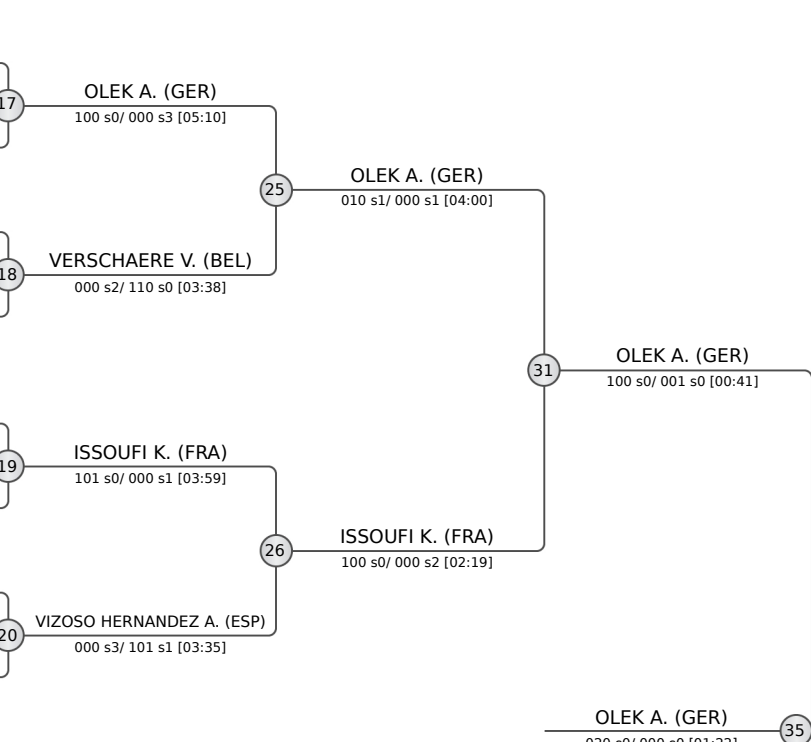 17
OLEK A. (GER)
100 s0/ 000 s3 [05:10]
25
OLEK A. (GER)
010 s1/ 000 s1 [04:00]
18
VERSCHAERE V. (BEL)
000 s2/ 110 s0 [03:38]
31
OLEK A. (GER)
100 s0/ 001 s0 [00:41]
19
ISSOUFI K. (FRA)
101 s0/ 000 s1 [03:59]
26
ISSOUFI K. (FRA)
100 s0/ 000 s2 [02:19]
20
VIZOSO HERNANDEZ A. (ESP)
000 s3/ 101 s1 [03:35]
OLEK A. (GER)
35